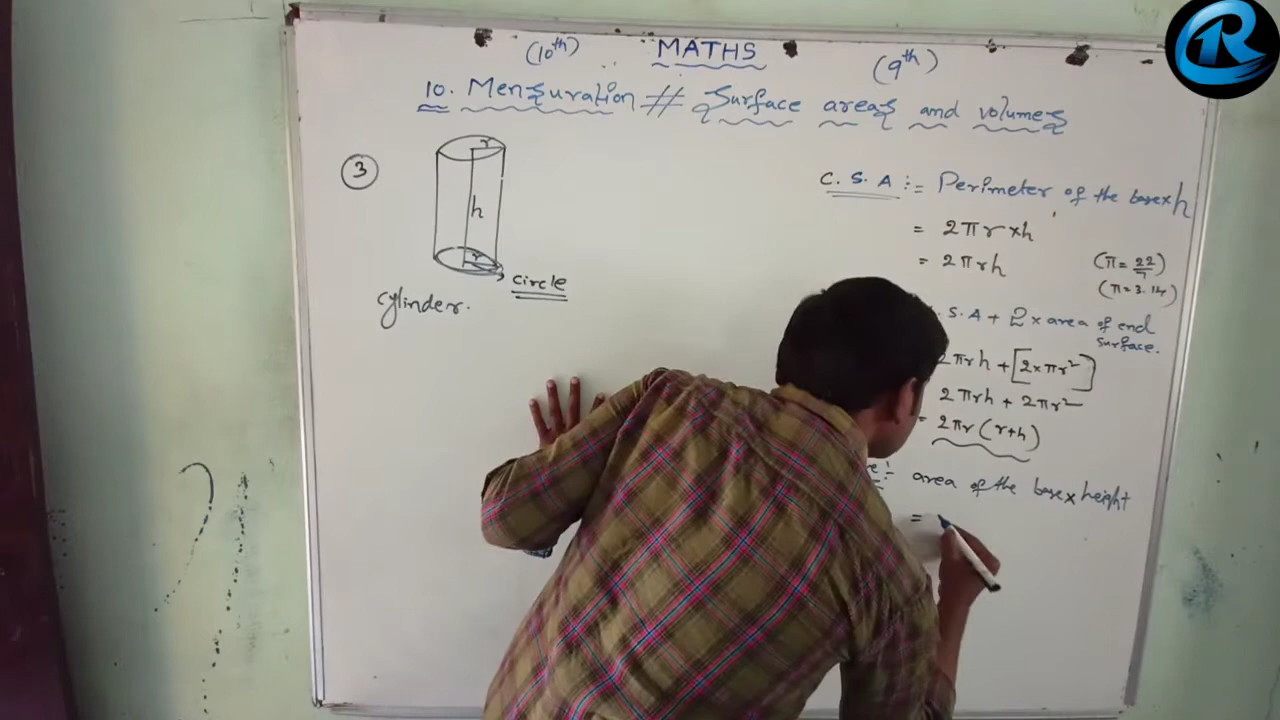 (10th) MATHS (9th)
10. Mensuration // Surface areas and volumes
3
r
h
r
circle
cylinder.
C. S. A := Perimeter of the base×h
= 2πr×h
= 2πrh
(π = 22/7)
(π = 3.14)
. S. A + 2 × area of end
surface.
2πrh + [2×πr²]
2πrh + 2πr²
= 2πr (r+h)
e:- area of the base×height
=
R